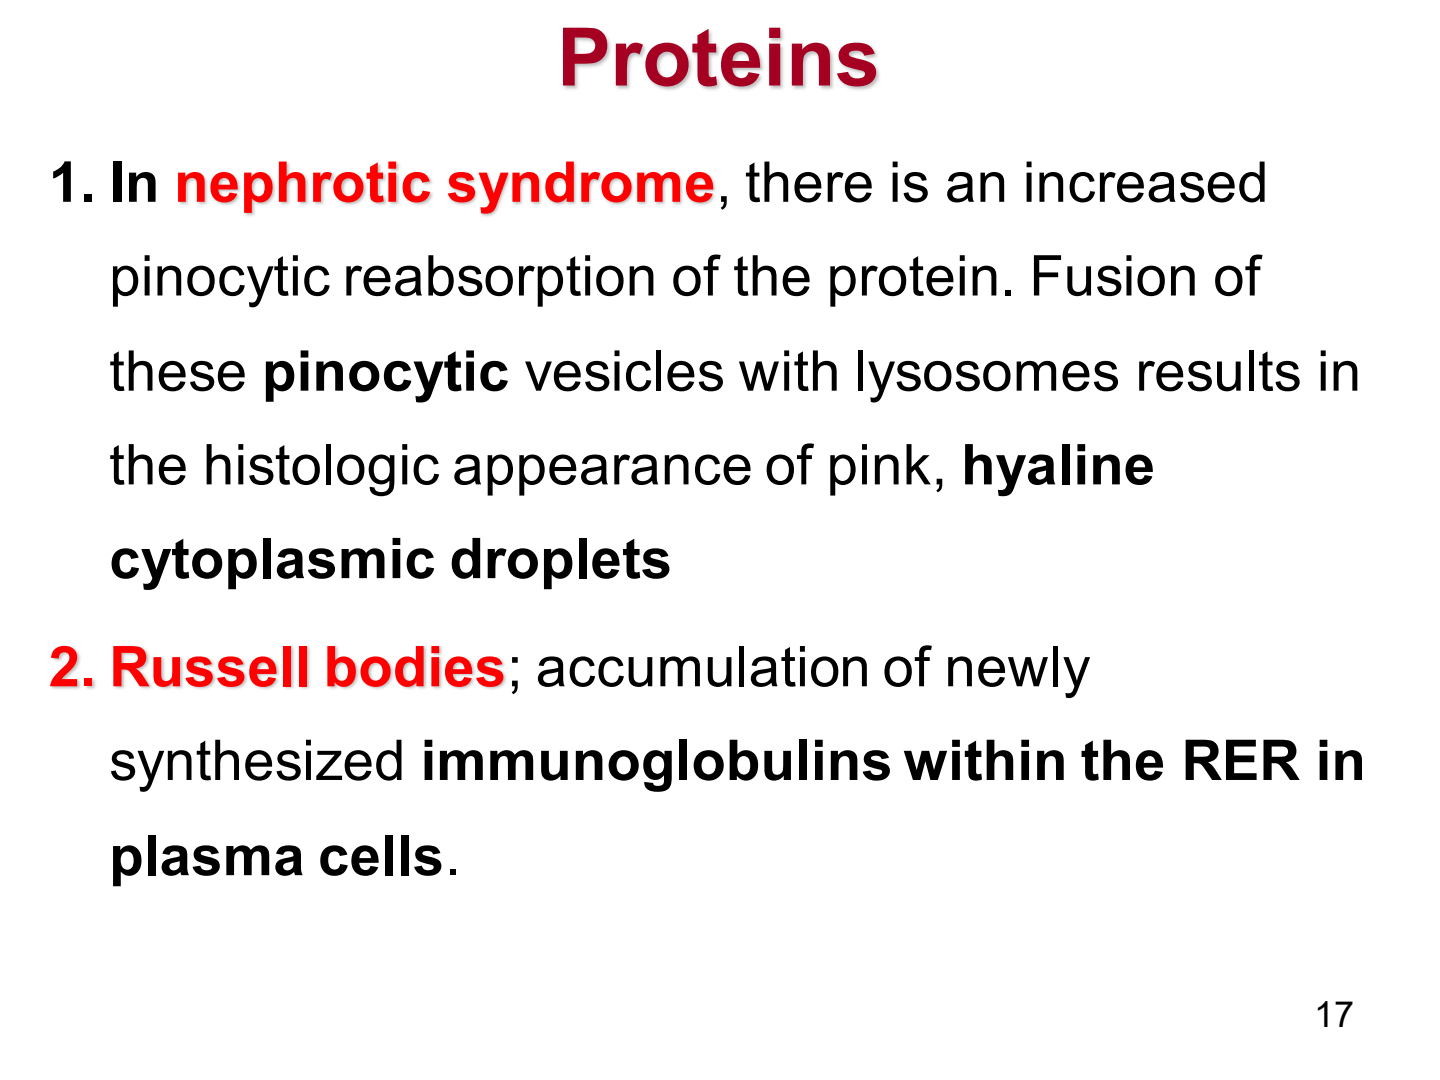 Proteins
1. In nephrotic syndrome, there is an increased
pinocytic reabsorption of the protein. Fusion of
these pinocytic vesicles with lysosomes results in
the histologic appearance of pink, hyaline
cytoplasmic droplets
2. Russell bodies; accumulation of newly
synthesized immunoglobulins within the RER in
plasma cells.
17